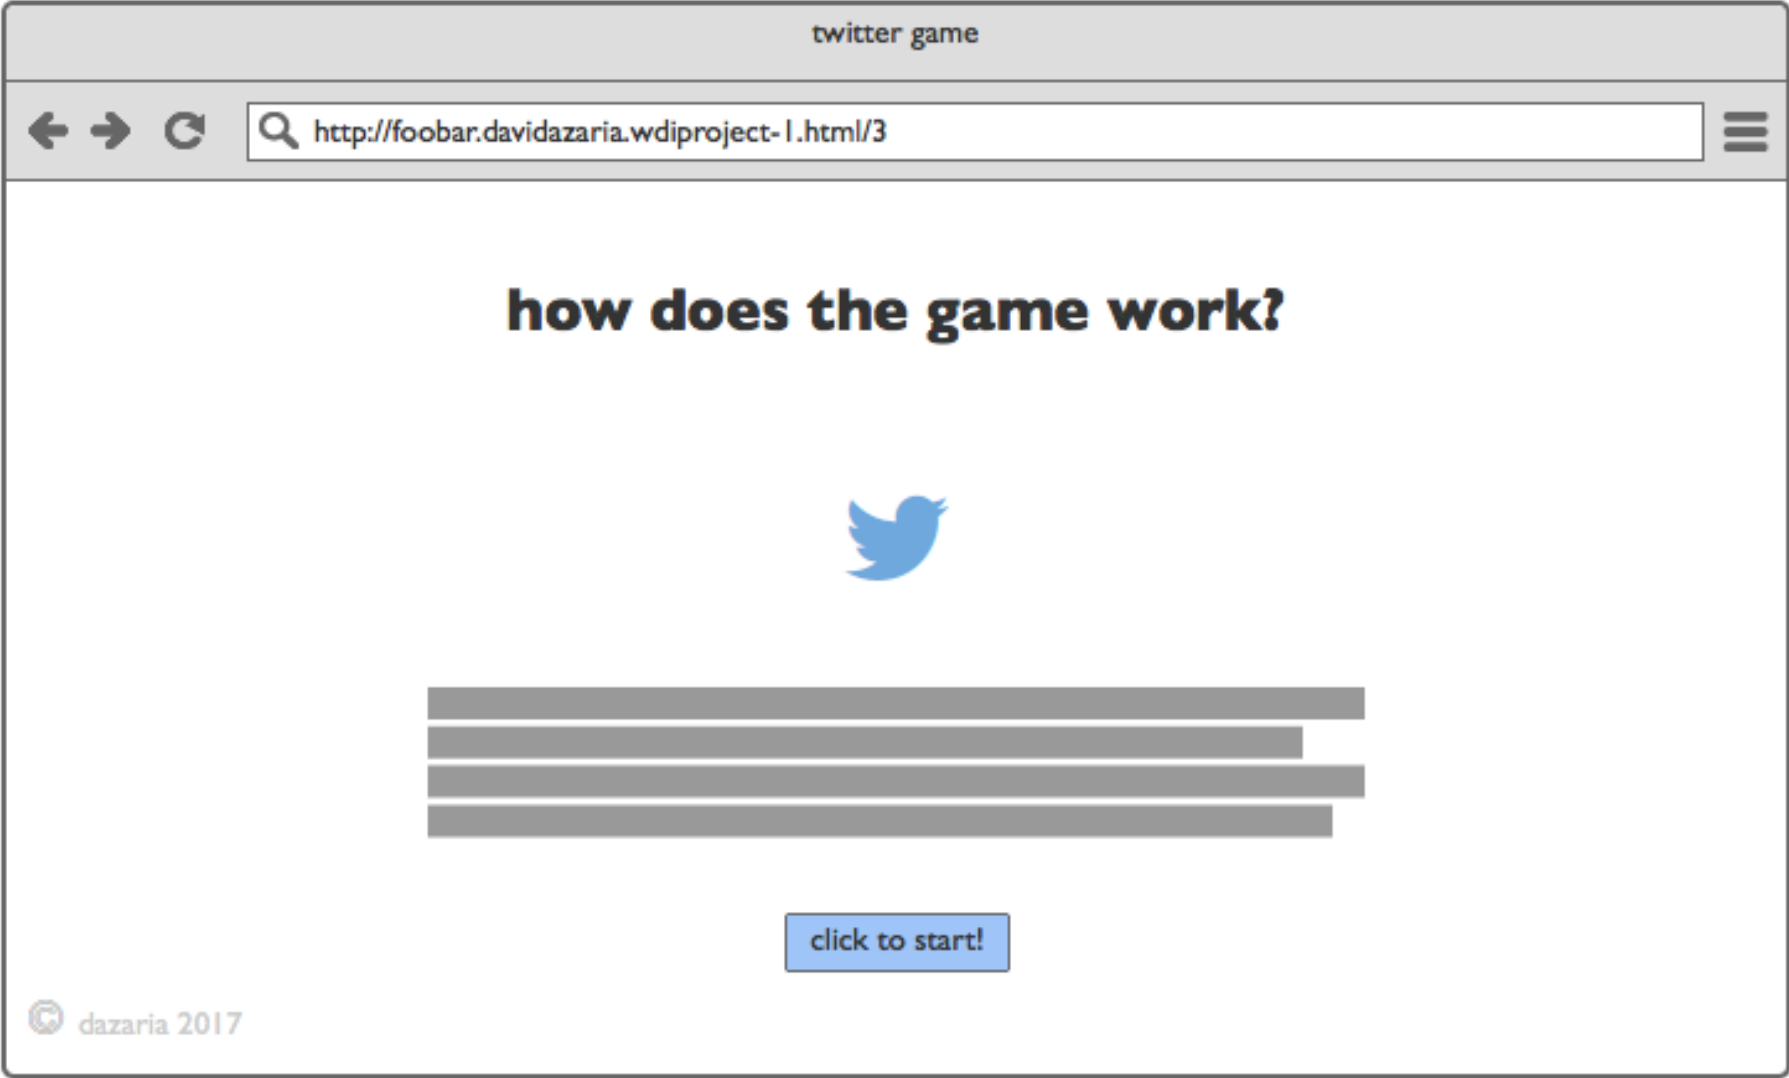 twitter game
http://foobar.davidazaria.wdiproject-1.html/3
how does the game work?
click to start!
© dazaria 2017